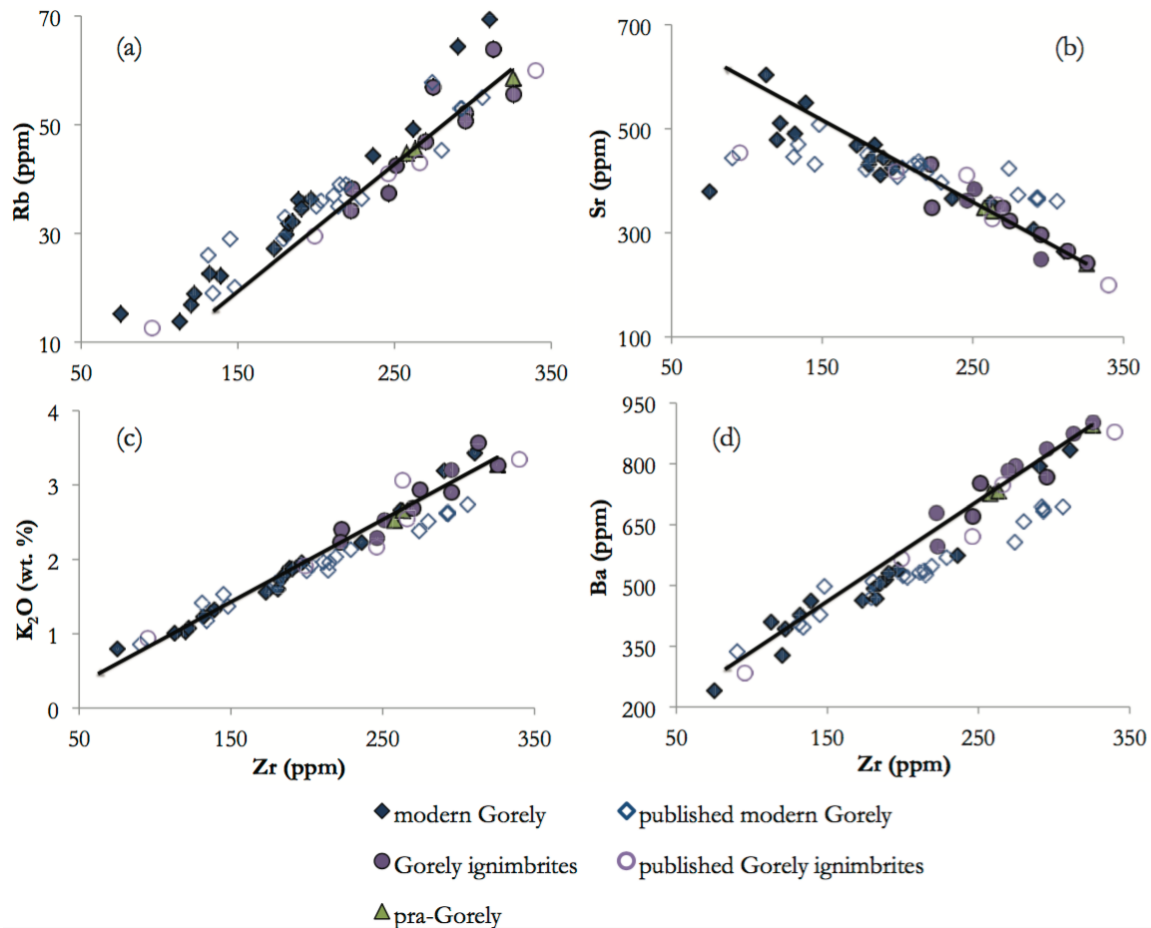 70
50
30
10
Rb (ppm)
(a)
50 150 250 350
700
500
300
100
Sr (ppm)
(b)
50 150 250 350
4
3
2
1
0
K₂O (wt. %)
(c)
50 150 250 350
Zr (ppm)
950
800
650
500
350
200
Ba (ppm)
(d)
50 150 250 350
Zr (ppm)
modern Gorely
published modern Gorely
Gorely ignimbrites
published Gorely ignimbrites
pra-Gorely